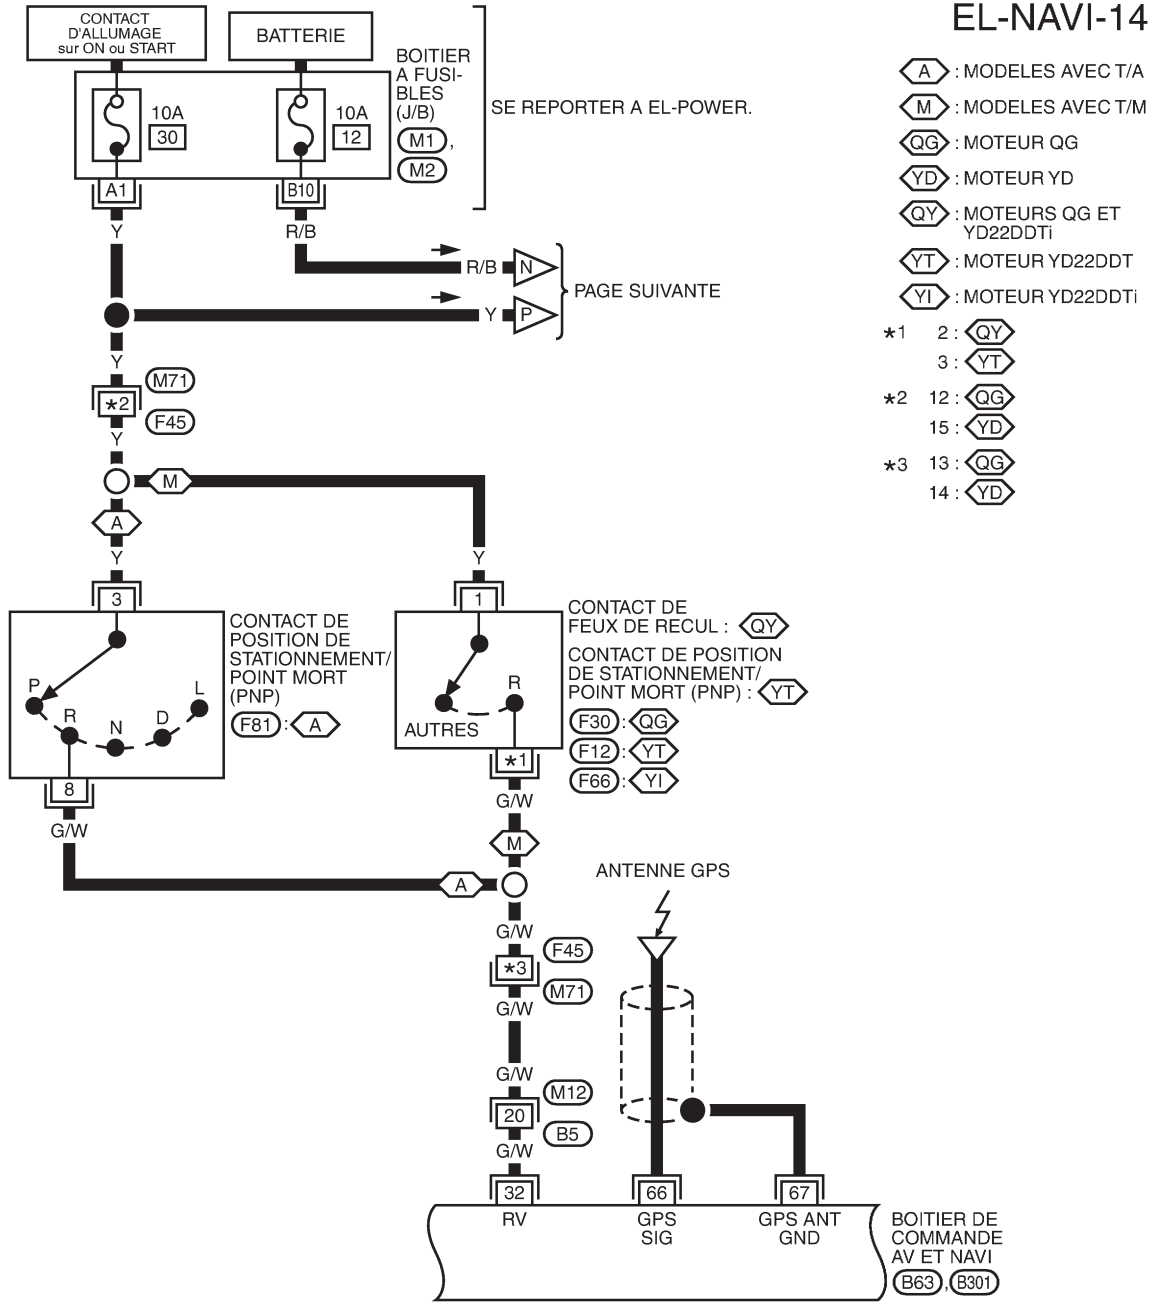 EL-NAVI-14
CONTACT
D'ALLUMAGE
sur ON ou START
BATTERIE
BOITIER
A FUSI-
BLES
(J/B)
M1 ,
M2
10A
30
10A
12
SE REPORTER A EL-POWER.
A1
B10
Y
R/B
R/B N
Y P
PAGE SUIVANTE
A : MODELES AVEC T/A
M : MODELES AVEC T/M
QG : MOTEUR QG
YD : MOTEUR YD
QY : MOTEURS QG ET
YD22DDTi
YT : MOTEUR YD22DDT
YI : MOTEUR YD22DDTi
*1 2 : QY
3 : YT
*2 12 : QG
15 : YD
*3 13 : QG
14 : YD
Y
M71
*2
F45
Y
M
A
Y
Y
3
1
CONTACT DE
POSITION DE
STATIONNEMENT/
POINT MORT
(PNP)
F81 : A
P
R
N
D
L
AUTRES
R
CONTACT DE
FEUX DE RECUL : QY
CONTACT DE POSITION
DE STATIONNEMENT/
POINT MORT (PNP) : YT
F30 : QG
F12 : YT
F66 : YI
8
*1
G/W
G/W
M
A
G/W
F45
*3
M71
G/W
G/W
M12
20
B5
G/W
ANTENNE GPS
32
66
67
RV
GPS
SIG
GPS ANT
GND
BOITIER DE
COMMANDE
AV ET NAVI
B63 , B301